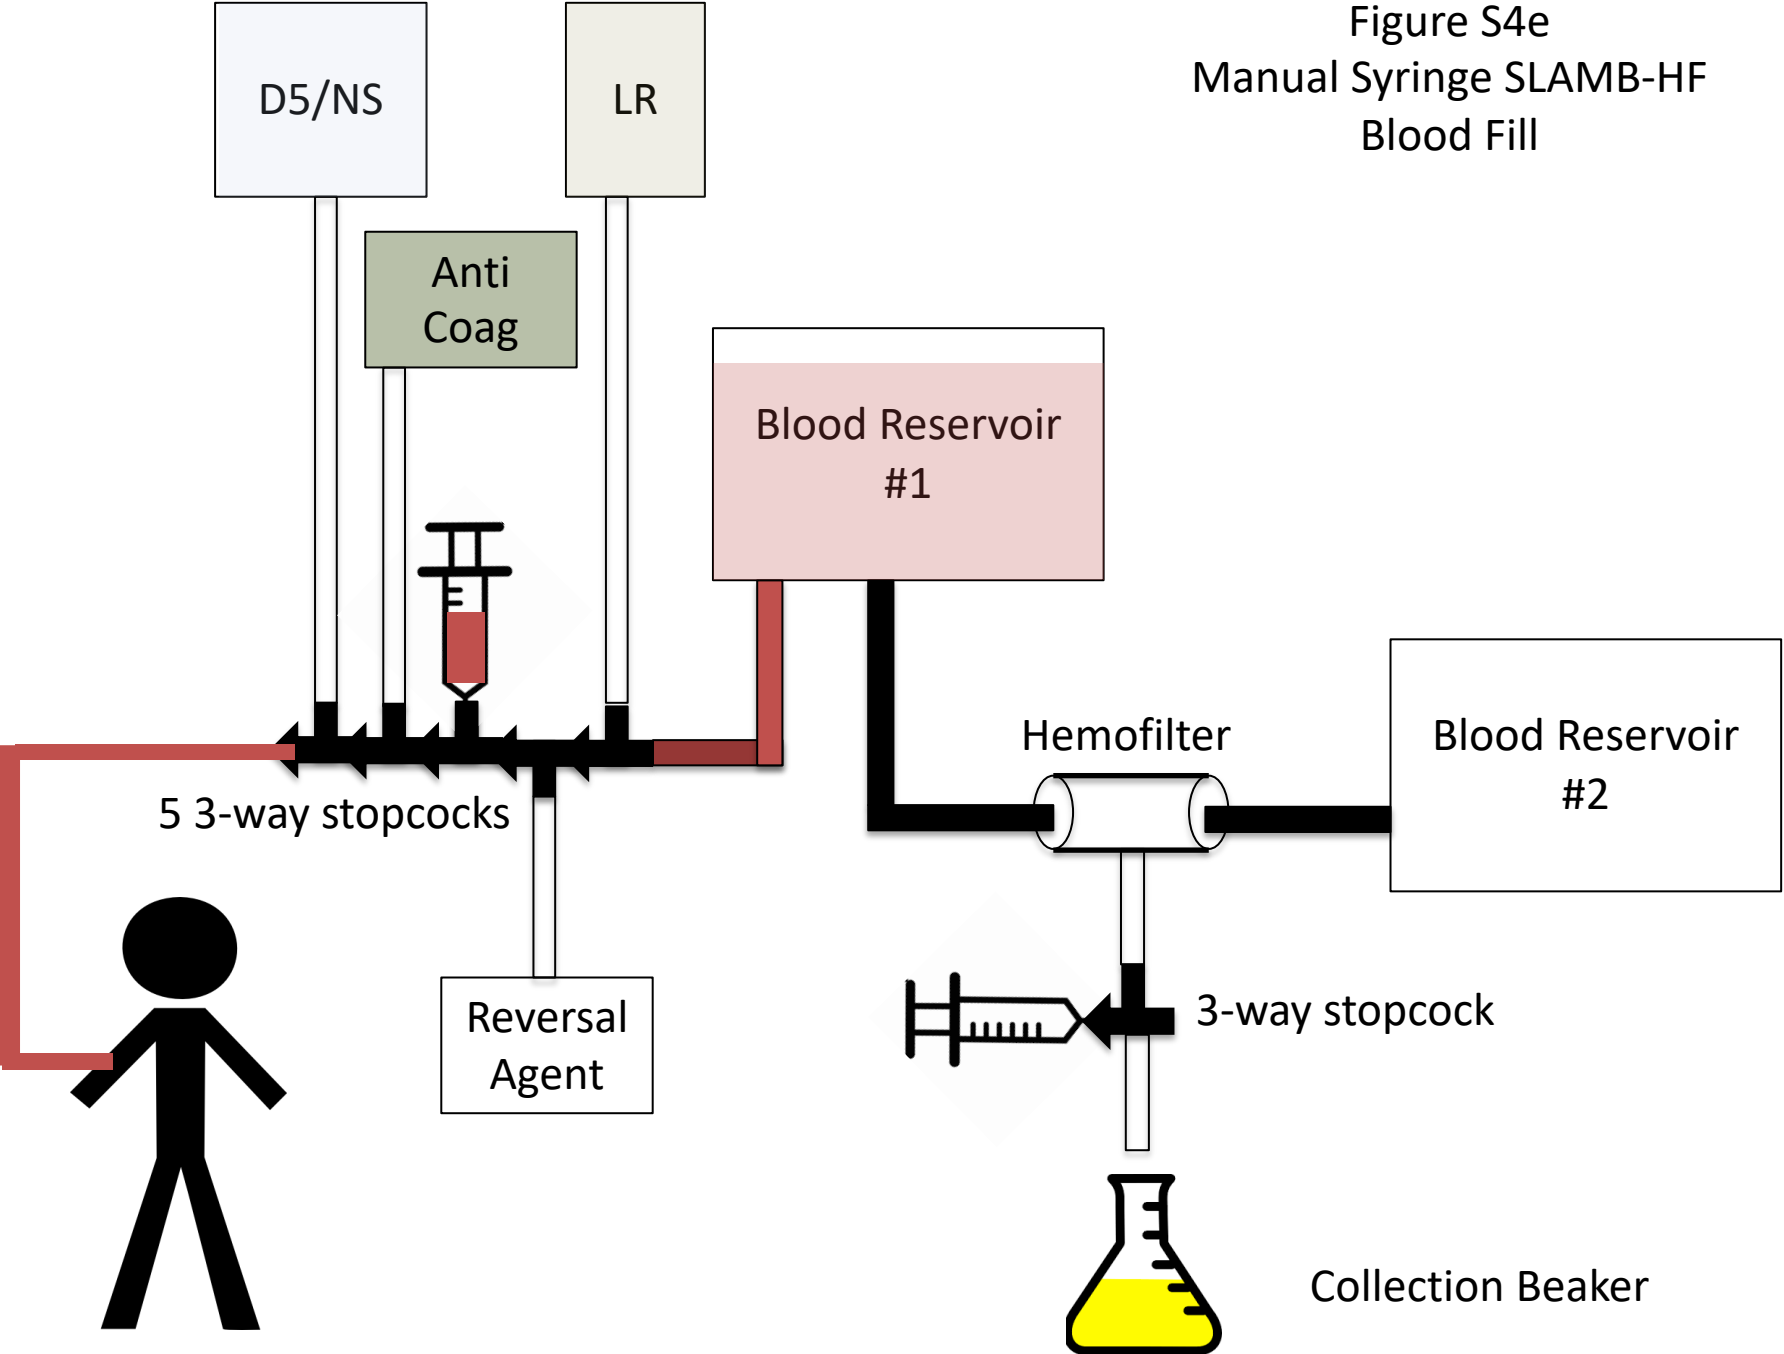 Figure S4e
Manual Syringe SLAMB-HF
Blood Fill
D5/NS
LR
Anti
Coag
Blood Reservoir
#1
Hemofilter
Blood Reservoir
#2
5 3-way stopcocks
Reversal
Agent
3-way stopcock
Collection Beaker